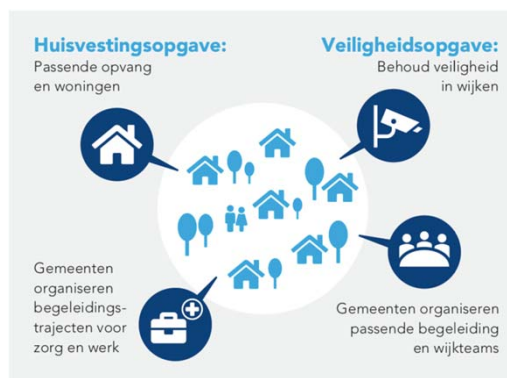 Huisvestingsopgave:
Passende opvang
en woningen
Veiligheidsopgave:
Behoud veiligheid
in wijken
Gemeenten
organiseren
begeleidings-
trajecten voor
zorg en werk
Gemeenten organiseren
passende begeleiding
en wijkteams